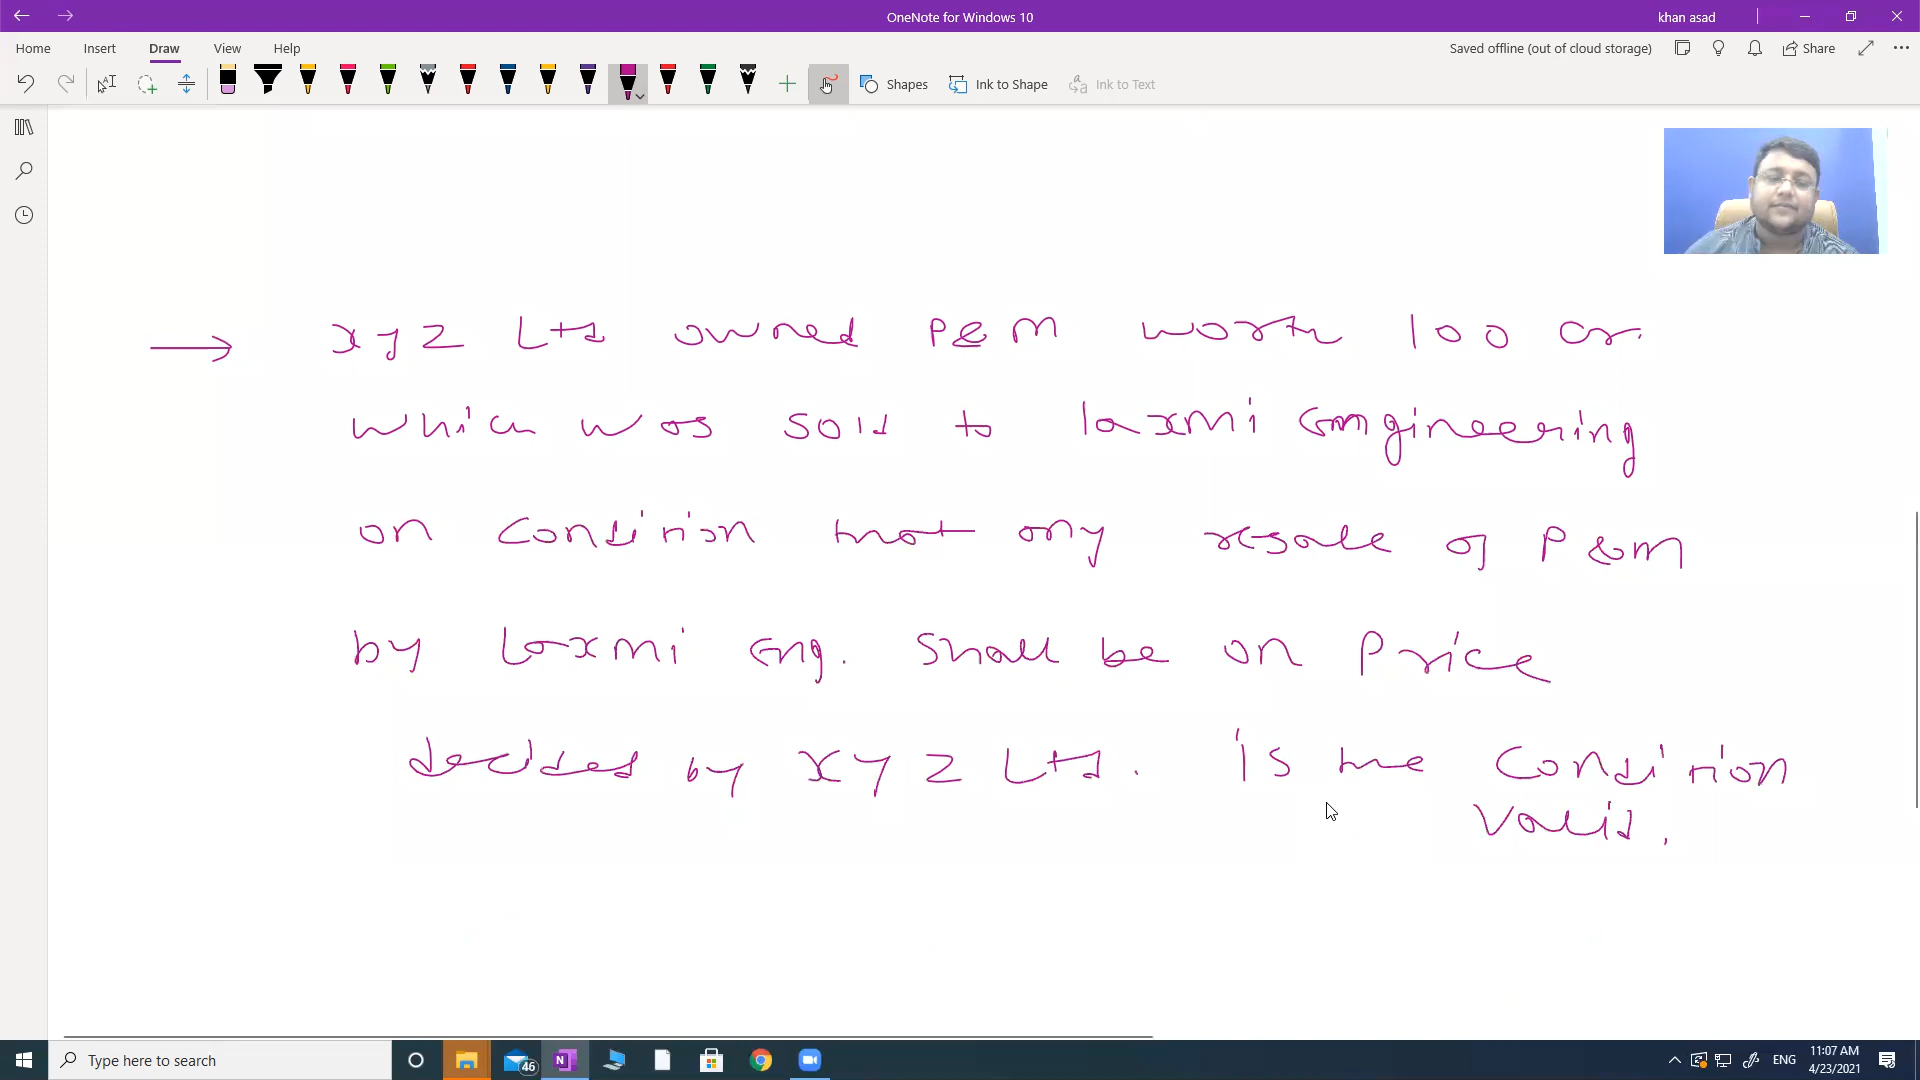 OneNote for Windows 10
khan asad
Home Insert Draw View Help
Saved offline (out of cloud storage)
Share
Shapes
Ink to Shape
Ink to Text
→ xyz Ltd owned P&M worth 100 cr.
which was sold to laxmi Engineering
on condition that any resale of P&M
by Laxmi Eng. shall be on Price
decided by XYZ Ltd. is the condition
valid.
Type here to search
46
ENG
11:07 AM
4/23/2021